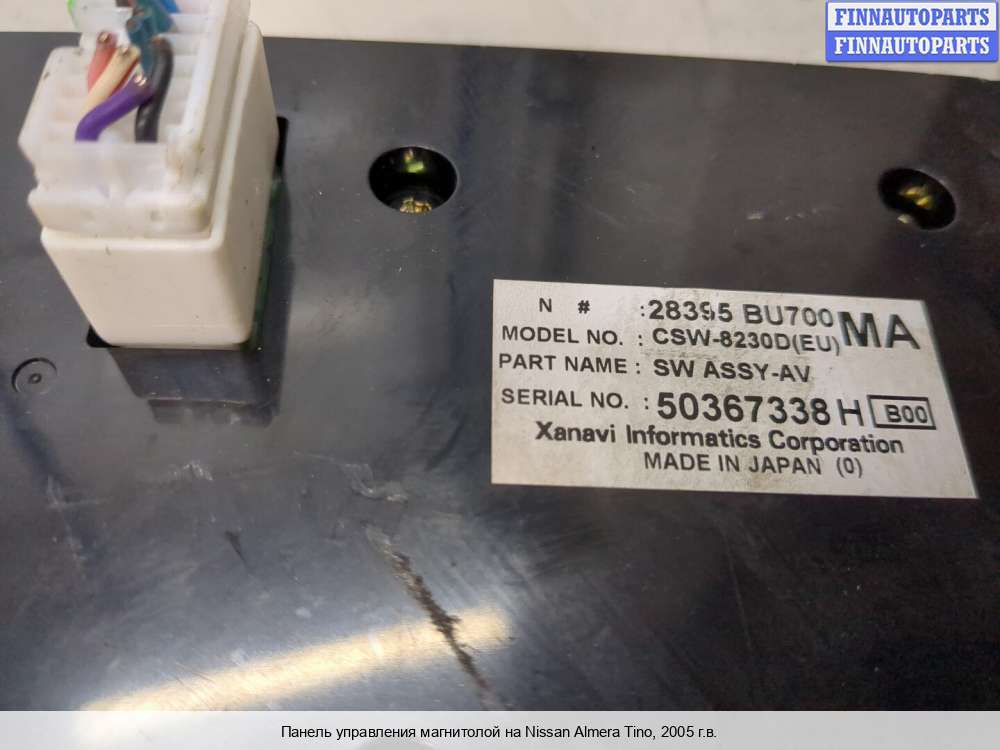 FINNAUTOPARTS
FINNAUTOPARTS
N # :28395 BU700 MA
MODEL NO. : CSW-8230D(EU)
PART NAME : SW ASSY-AV
SERIAL NO. : 50367338 H B00
Xanavi Informatics Corporation
MADE IN JAPAN (0)
Панель управления магнитолой на Nissan Almera Tino, 2005 г.в.